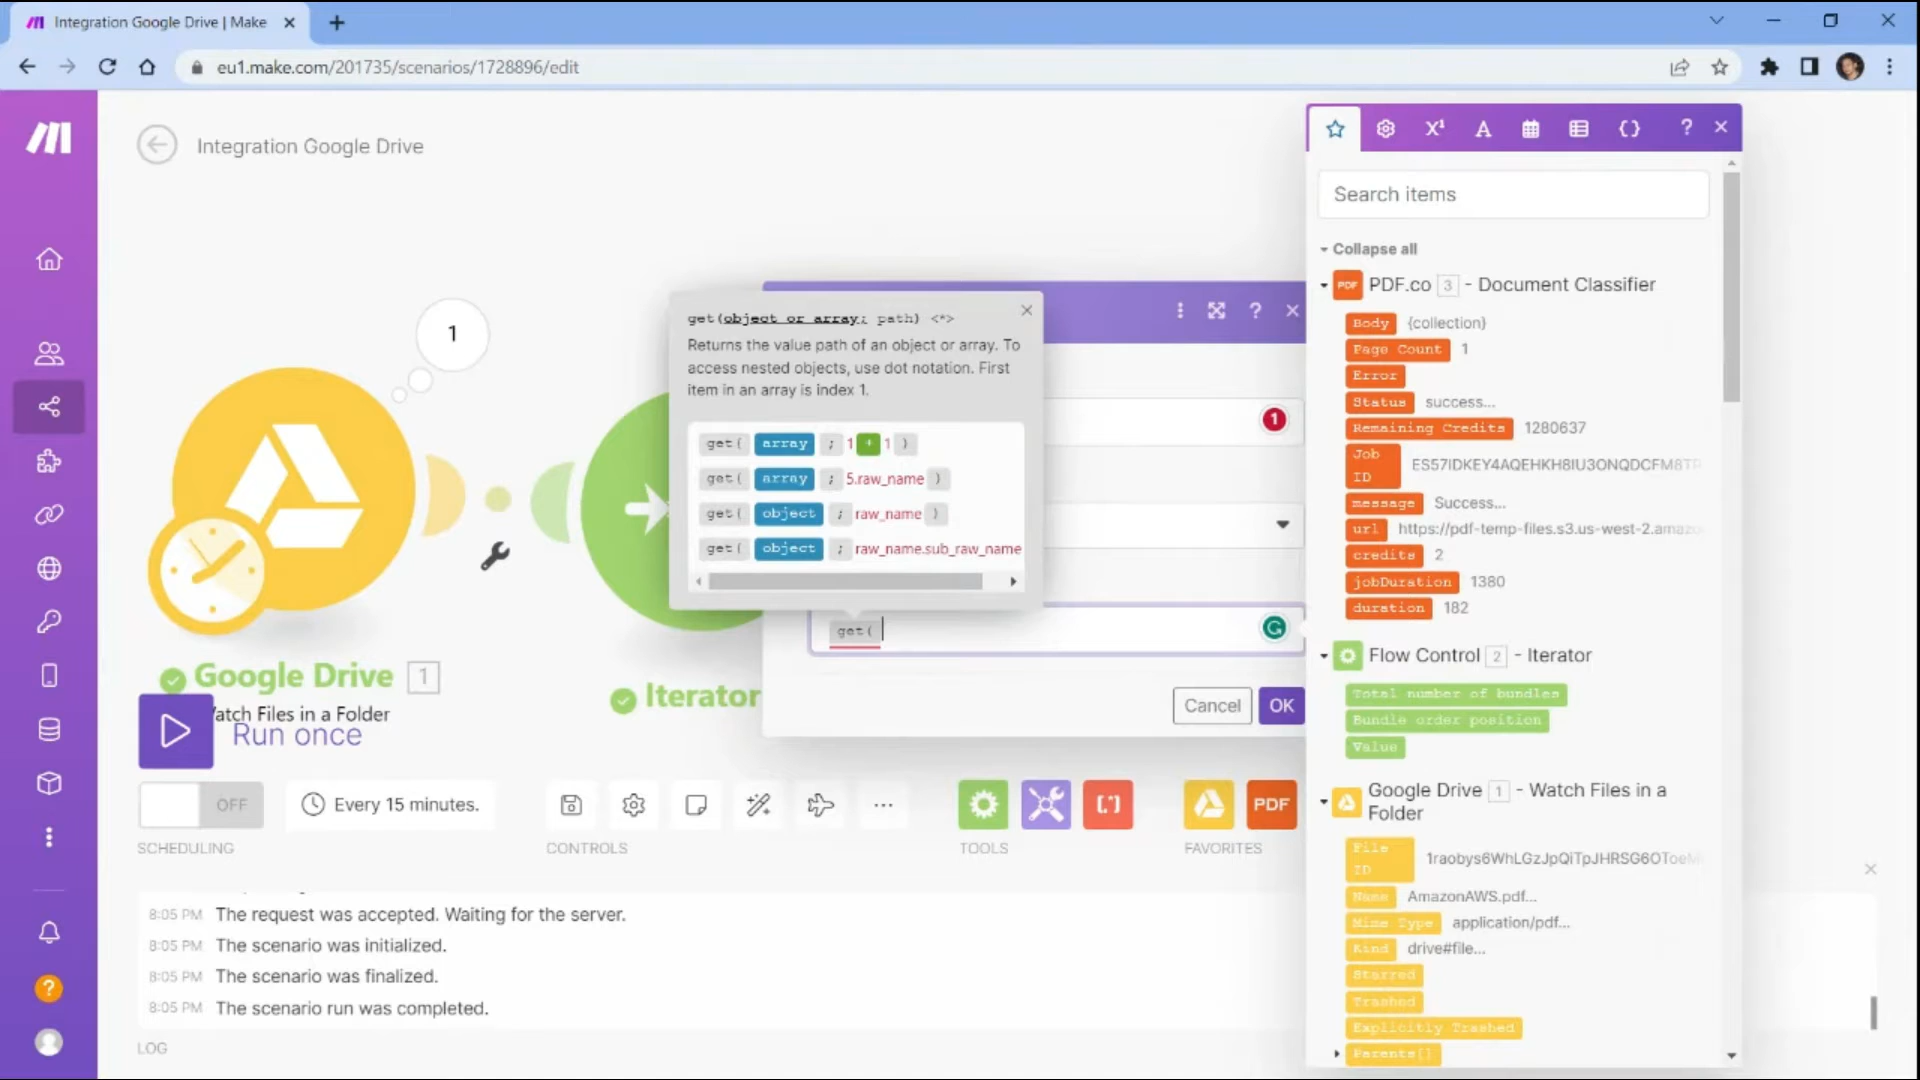 Integration Google Drive | Make
eu1.make.com/201735/scenarios/1728896/edit
Integration Google Drive
1
get(object or array; path) <*>
Returns the value path of an object or array. To
access nested objects, use dot notation. First
item in an array is index 1.
get( array ; 1 + 1 )
get( array ; 5.raw_name )
get( object ; raw_name )
get( object ; raw_name.sub_raw_name
1
get(
Cancel OK
Google Drive 1
Watch Files in a Folder
Iterator
Run once
OFF
Every 15 minutes.
PDF
SCHEDULING
CONTROLS
TOOLS
FAVORITES
8:05 PM The request was accepted. Waiting for the server.
8:05 PM The scenario was initialized.
8:05 PM The scenario was finalized.
8:05 PM The scenario run was completed.
LOG
Search items
Collapse all
PDF PDF.co 3 - Document Classifier
Body {collection}
Page Count 1
Error
Status success...
Remaining Credits 1280637
Job
ID ES57IDKEY4AQEHKH8IU3ONQDCFM8TR
message Success...
url https://pdf-temp-files.s3.us-west-2.amazo
credits 2
jobDuration 1380
duration 182
Flow Control 2 - Iterator
Total number of bundles
Bundle order position
Value
Google Drive 1 - Watch Files in a
Folder
File
ID
Name AmazonAWS.pdf...
Mime Type application/pdf...
Kind drive#file...
Starred
Trashed
Explicitly Trashed
Parents[]